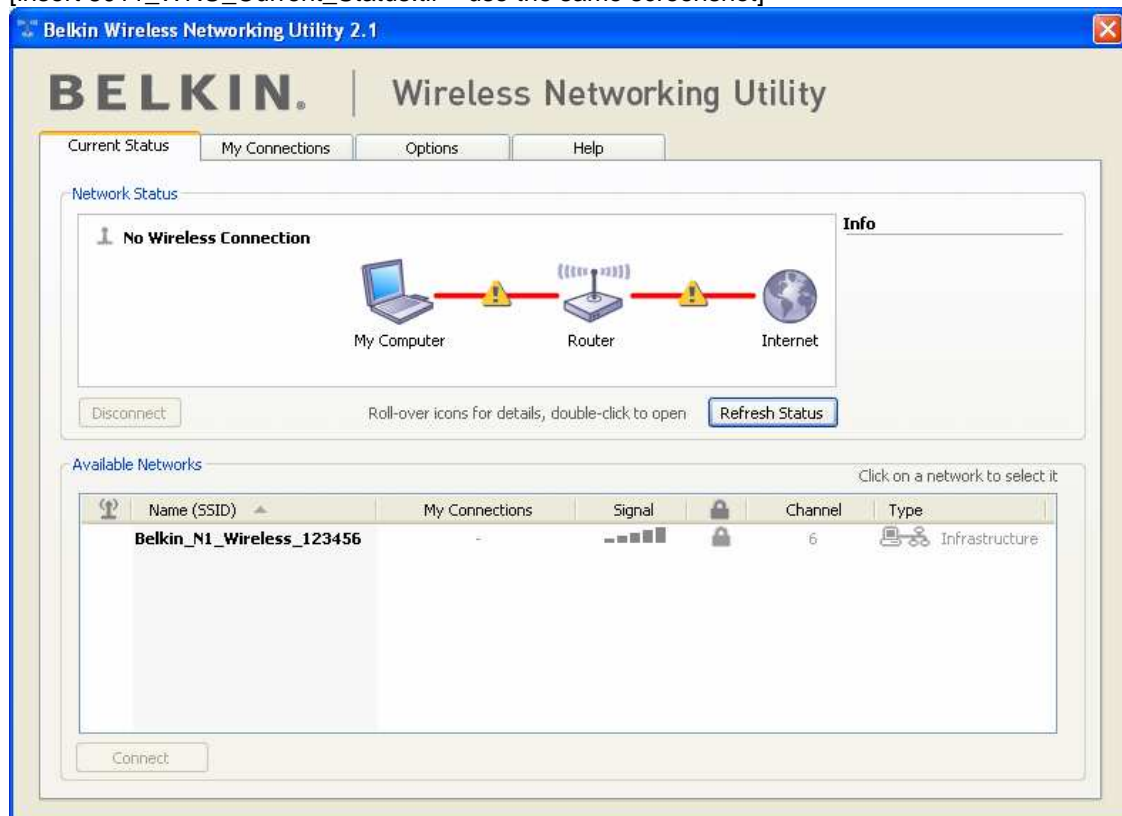 Belkin Wireless Networking Utility 2.1
BELKIN. Wireless Networking Utility
Current Status My Connections Options Help
Network Status
No Wireless Connection
Info
My Computer Router Internet
Disconnect Roll-over icons for details, double-click to open Refresh Status
Available Networks
Click on a network to select it
Name (SSID) My Connections Signal Channel Type
Belkin_N1_Wireless_123456 - 6 Infrastructure
Connect